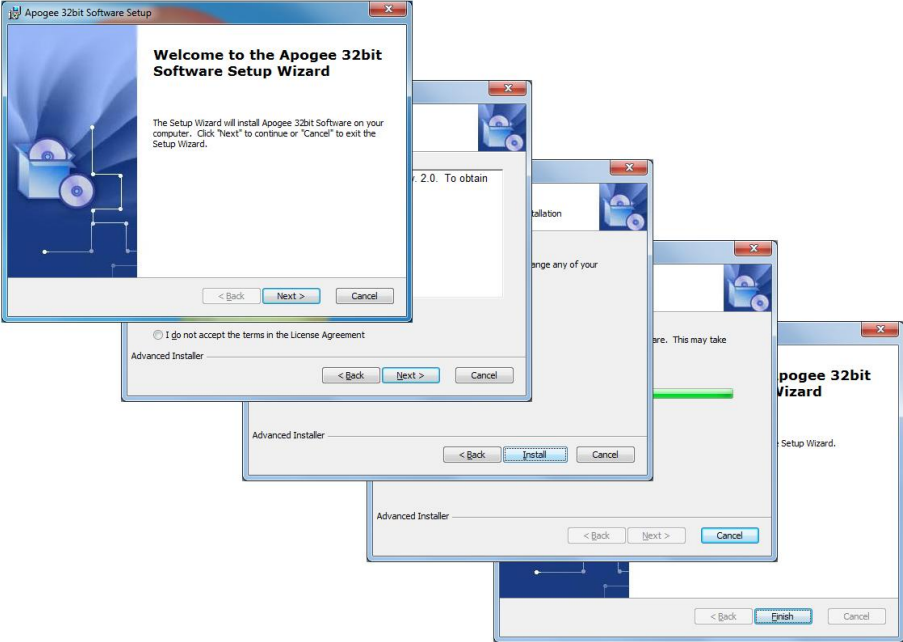 Apogee 32bit Software Setup
Welcome to the Apogee 32bit
Software Setup Wizard
The Setup Wizard will install Apogee 32bit Software on your
computer. Click "Next" to continue or "Cancel" to exit the
Setup Wizard.
< Back Next > Cancel
. 2.0. To obtain
I do not accept the terms in the License Agreement
Advanced Installer
< Back Next > Cancel
tallation
ange any of your
Advanced Installer
< Back Install Cancel
are. This may take
Advanced Installer
< Back Next > Cancel
pogee 32bit
Wizard
Setup Wizard.
< Back Finish Cancel